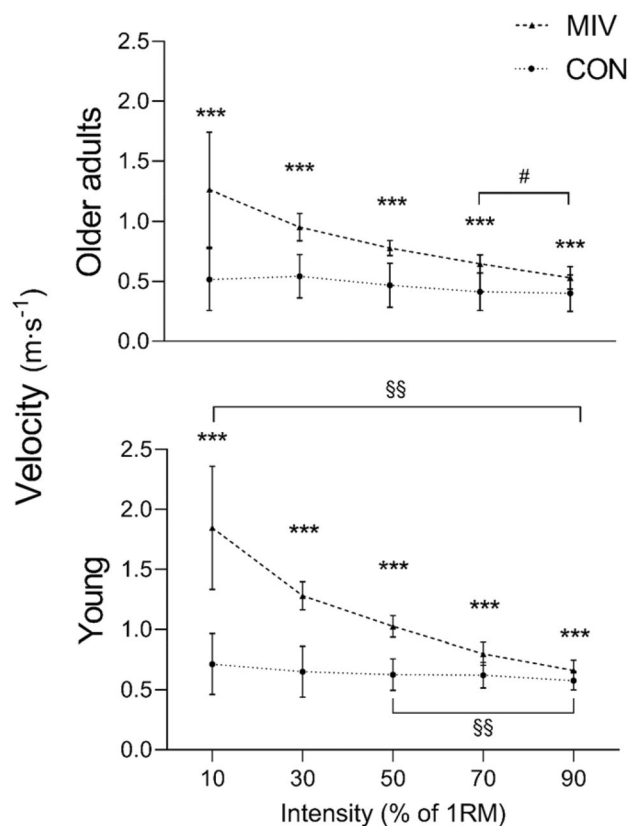 MIV
CON
Older adults
2.5
2.0
1.5
1.0
0.5
0.0
*** *** *** *** ***
#
Velocity (m·s⁻¹)
§§
Young
2.5
2.0
1.5
1.0
0.5
0.0
*** *** *** *** ***
§§
10 30 50 70 90
Intensity (% of 1RM)